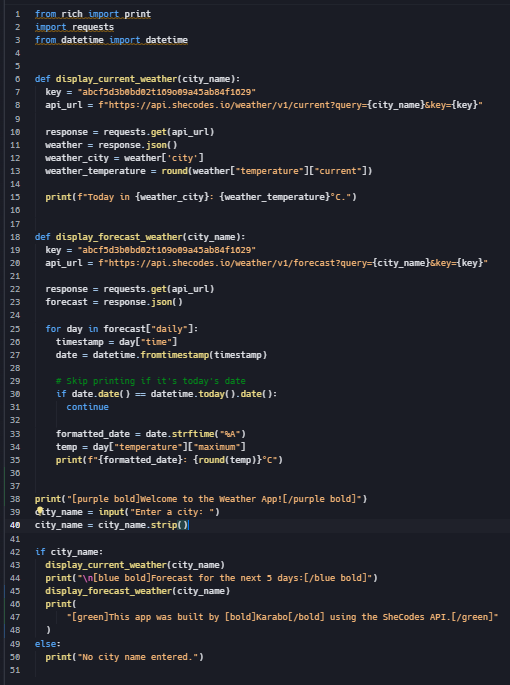 1 from rich import print
2 import requests
3 from datetime import datetime
4
5
6 def display_current_weather(city_name):
7   key = "abcf5d3b0bd02t169o09a45ab84f1629"
8   api_url = f"https://api.shecodes.io/weather/v1/current?query={city_name}&key={key}"
9
10   response = requests.get(api_url)
11   weather = response.json()
12   weather_city = weather['city']
13   weather_temperature = round(weather["temperature"]["current"])
14
15   print(f"Today in {weather_city}: {weather_temperature}°C.")
16
17
18 def display_forecast_weather(city_name):
19   key = "abcf5d3b0bd02t169o09a45ab84f1629"
20   api_url = f"https://api.shecodes.io/weather/v1/forecast?query={city_name}&key={key}"
21
22   response = requests.get(api_url)
23   forecast = response.json()
24
25   for day in forecast["daily"]:
26     timestamp = day["time"]
27     date = datetime.fromtimestamp(timestamp)
28
29     # Skip printing if it's today's date
30     if date.date() == datetime.today().date():
31       continue
32
33     formatted_date = date.strftime("%A")
34     temp = day["temperature"]["maximum"]
35     print(f"{formatted_date}: {round(temp)}°C")
36
37
38 print("[purple bold]Welcome to the Weather App![/purple bold]")
39 city_name = input("Enter a city: ")
40 city_name = city_name.strip()
41
42 if city_name:
43   display_current_weather(city_name)
44   print("\n[blue bold]Forecast for the next 5 days:[/blue bold]")
45   display_forecast_weather(city_name)
46   print(
47       "[green]This app was built by [bold]Karabo[/bold] using the SheCodes API.[/green]"
48   )
49 else:
50   print("No city name entered.")
51